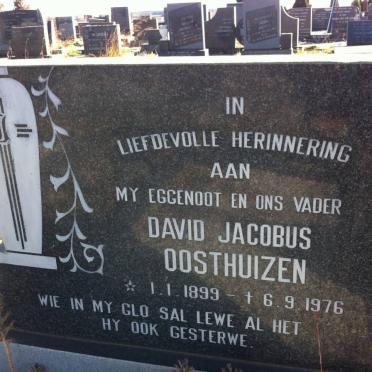 IN
LIEFDEVOLLE HERINNERING
AAN
MY EGGENOOT EN ONS VADER
DAVID JACOBUS
OOSTHUIZEN
☆ 1.1.1899 - † 6.9.1976
WIE IN MY GLO SAL LEWE AL HET
HY OOK GESTERWE.